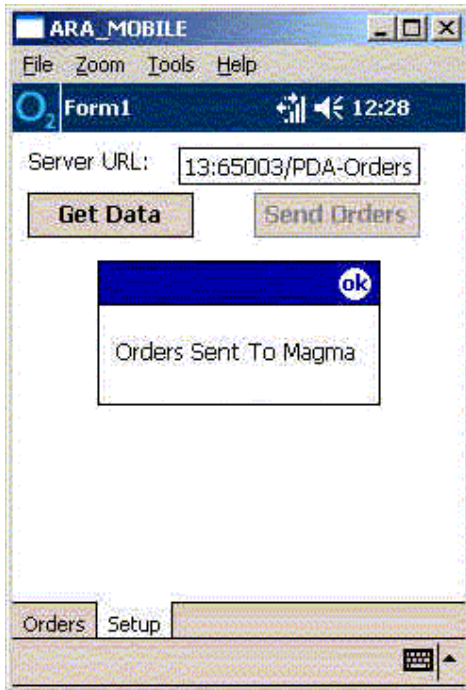 ARA_MOBILE
File Zoom Tools Help
O2 Form1 12:28
Server URL: 13:65003/PDA-Orders
Get Data Send Orders
ok
Orders Sent To Magma
Orders Setup